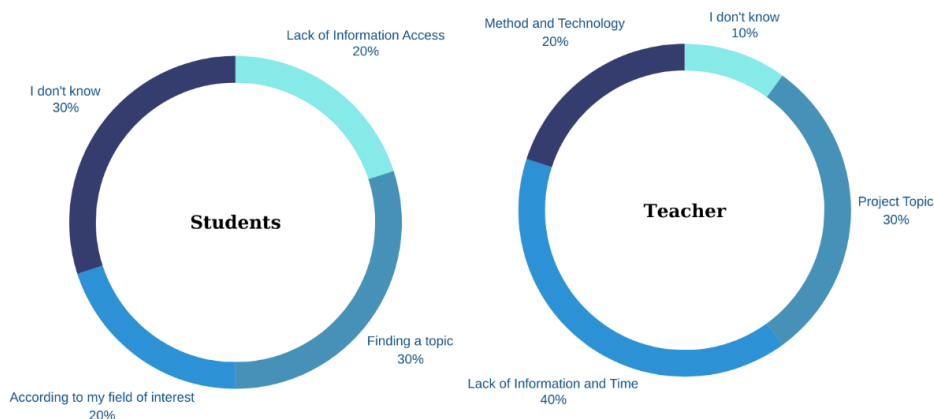 Lack of Information Access
20%
I don't know
30%
Students
Finding a topic
30%
According to my field of interest
20%
Method and Technology
20%
I don't know
10%
Teacher
Project Topic
30%
Lack of Information and Time
40%